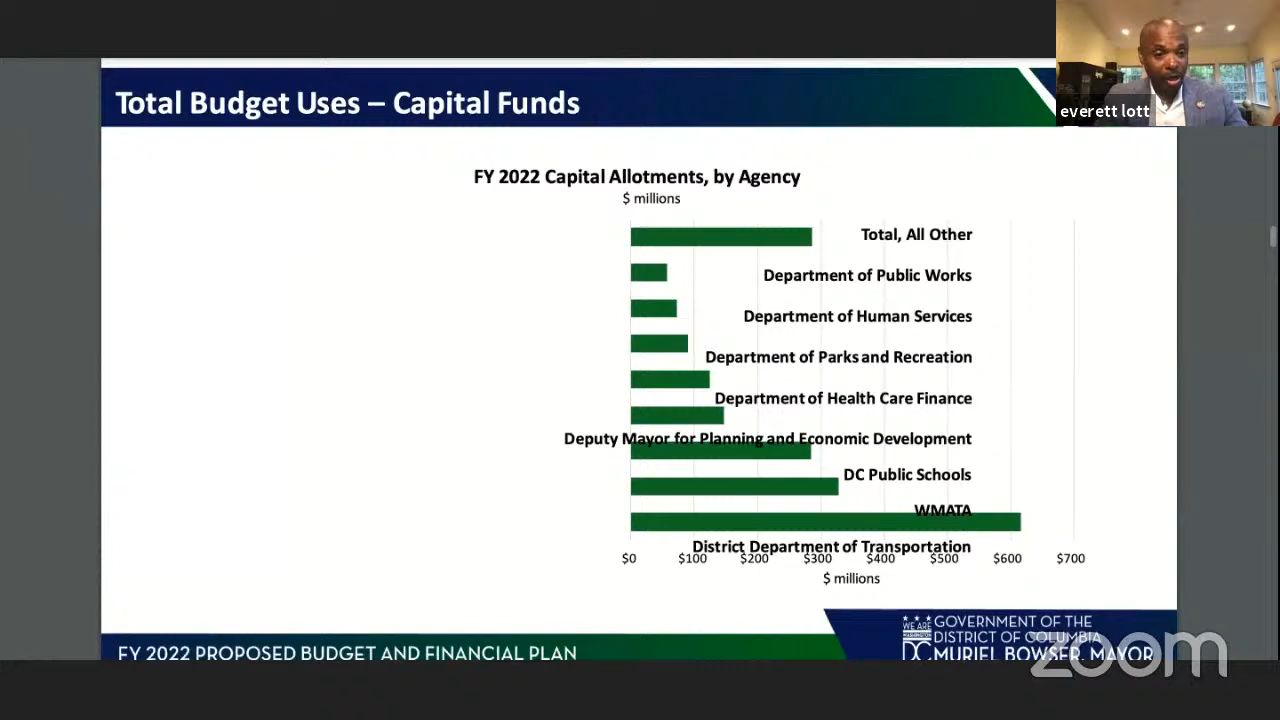 Total Budget Uses – Capital Funds
everett lott
FY 2022 Capital Allotments, by Agency
$ millions
Total, All Other
Department of Public Works
Department of Human Services
Department of Parks and Recreation
Department of Health Care Finance
Deputy Mayor for Planning and Economic Development
DC Public Schools
WMATA
District Department of Transportation
$0 $100 $200 $300 $400 $500 $600 $700
$ millions
FY 2022 PROPOSED BUDGET AND FINANCIAL PLAN
WE ARE
WASHINGTON
DC
GOVERNMENT OF THE
DISTRICT OF COLUMBIA
MURIEL BOWSER, MAYOR
zoom